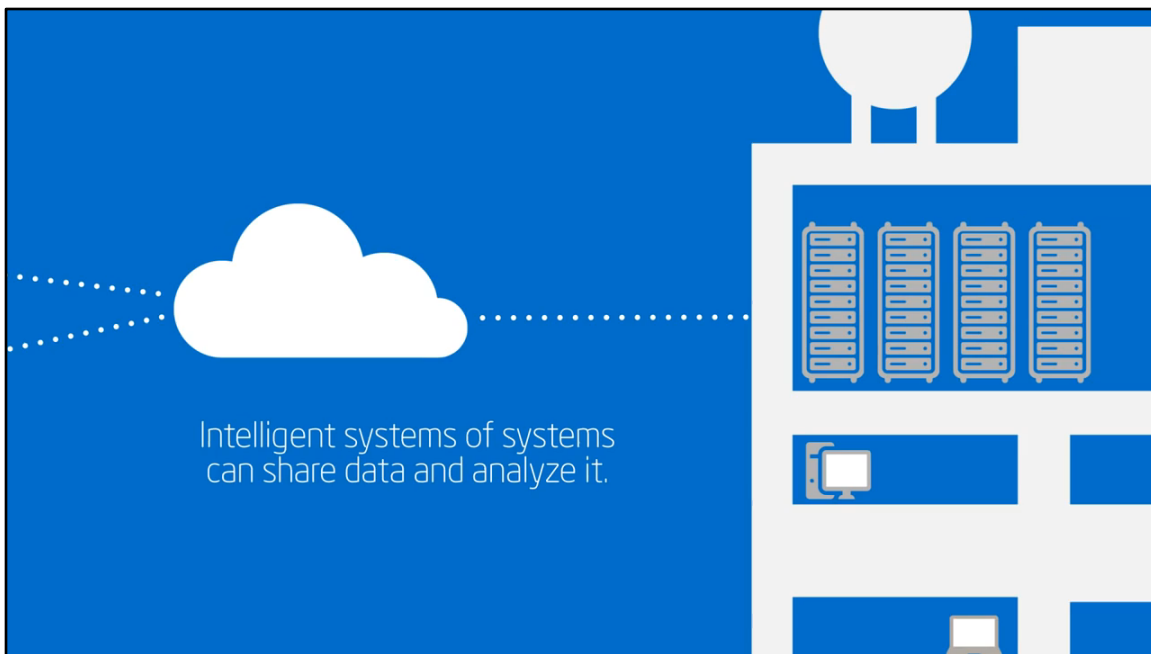 Intelligent systems of systems
can share data and analyze it.